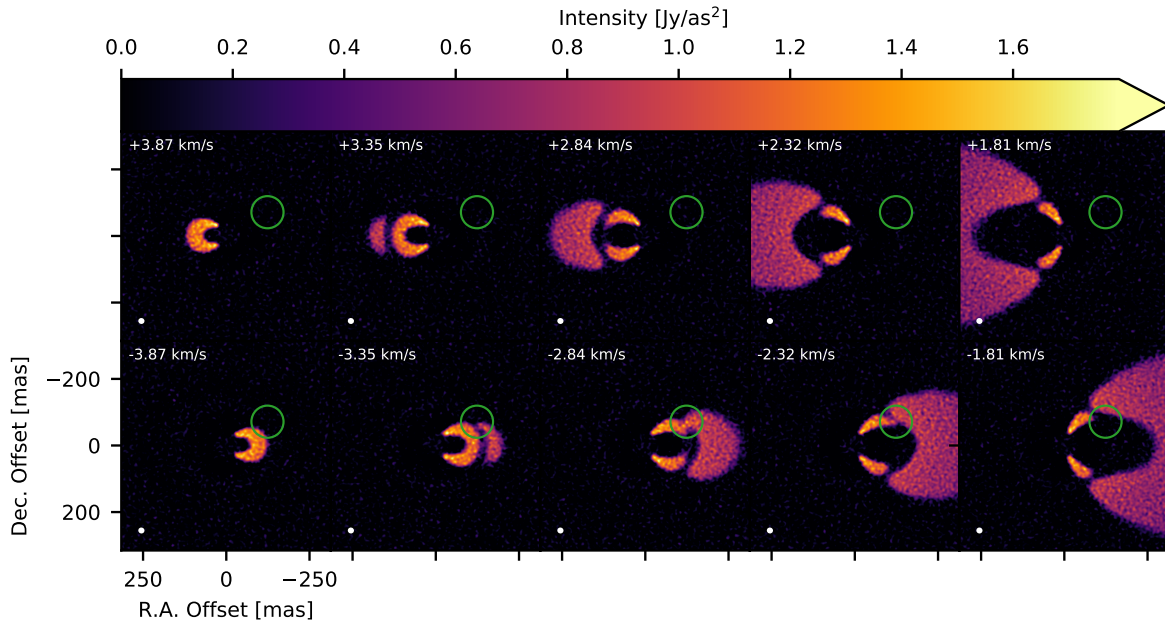 Intensity [Jy/as²]
0.0 0.2 0.4 0.6 0.8 1.0 1.2 1.4 1.6
+3.87 km/s +3.35 km/s +2.84 km/s +2.32 km/s +1.81 km/s
-3.87 km/s -3.35 km/s -2.84 km/s -2.32 km/s -1.81 km/s
Dec. Offset [mas]
−200
0
200
250 0 −250
R.A. Offset [mas]